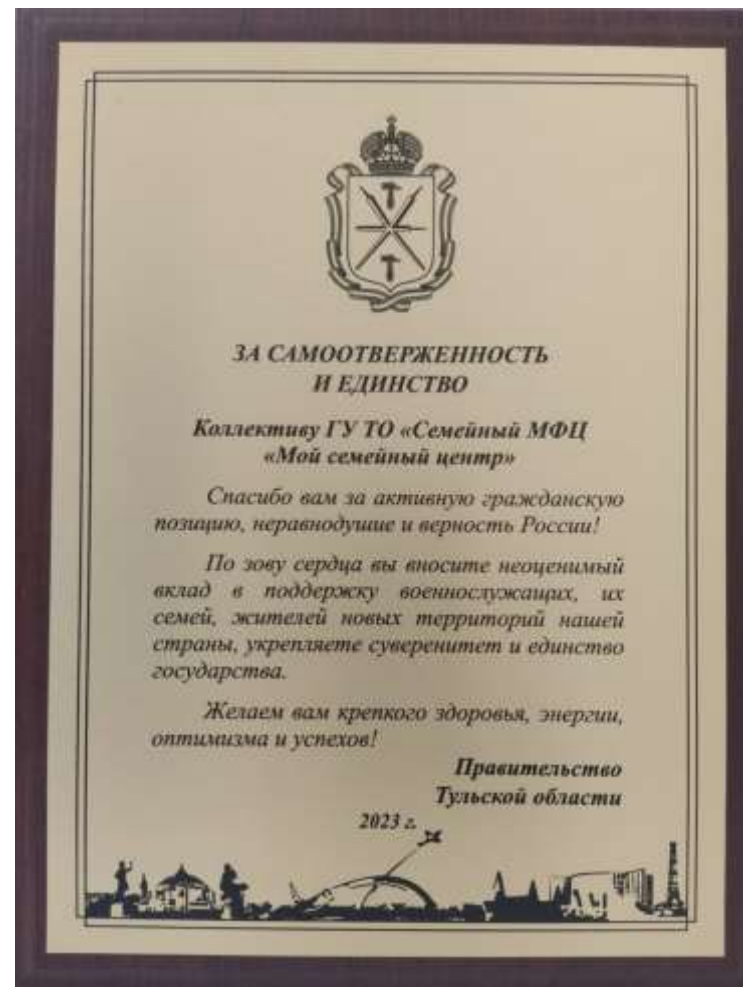 ЗА САМООТВЕРЖЕННОСТЬ
И ЕДИНСТВО
Коллективу ГУ ТО «Семейный МФЦ
«Мой семейный центр»
Спасибо вам за активную гражданскую
позицию, неравнодушие и верность России!
По зову сердца вы вносите неоценимый
вклад в поддержку военнослужащих, их
семей, жителей новых территорий нашей
страны, укрепляете суверенитет и единство
государства.
Желаем вам крепкого здоровья, энергии,
оптимизма и успехов!
Правительство
Тульской области
2023 г.